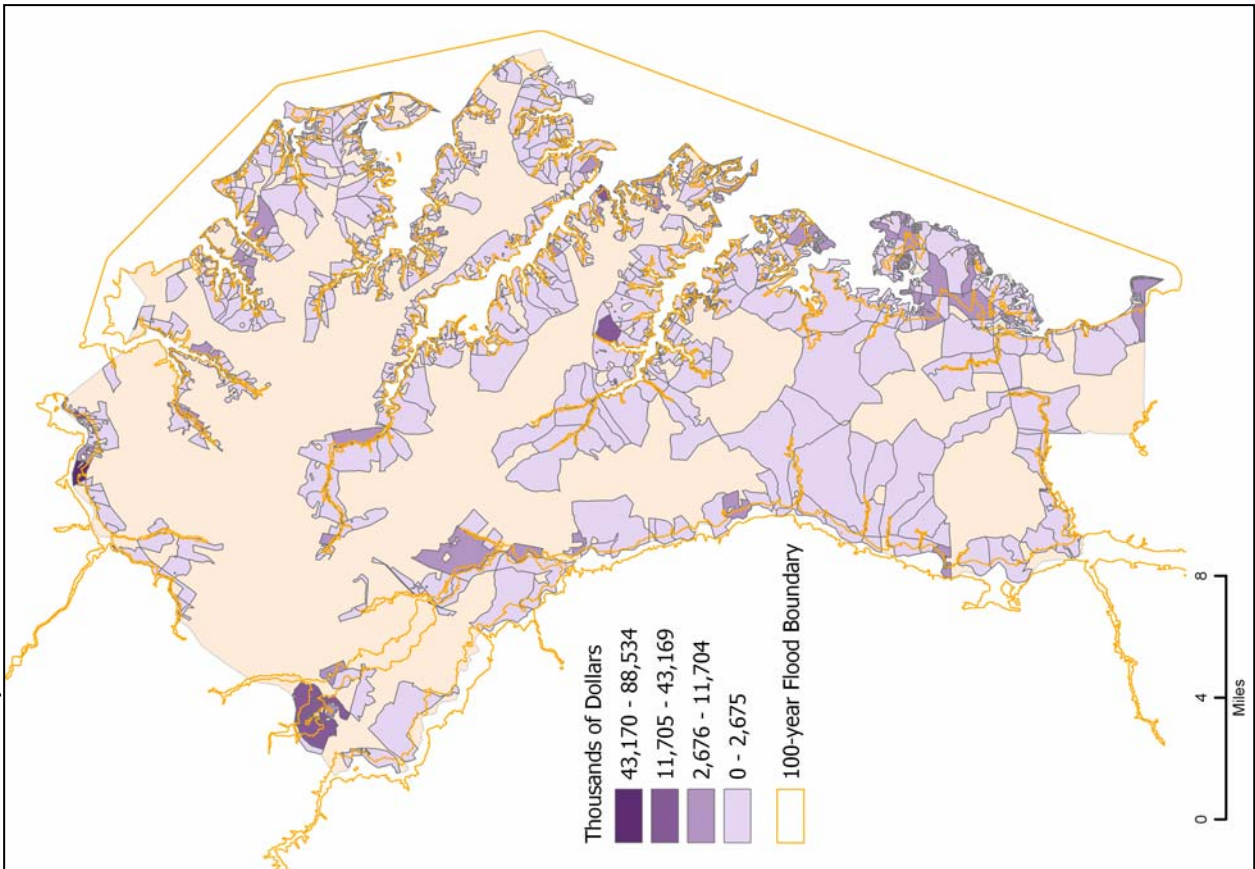 Thousands of Dollars
43,170 - 88,534
11,705 - 43,169
2,676 - 11,704
0 - 2,675
100-year Flood Boundary
0 4 8
Miles